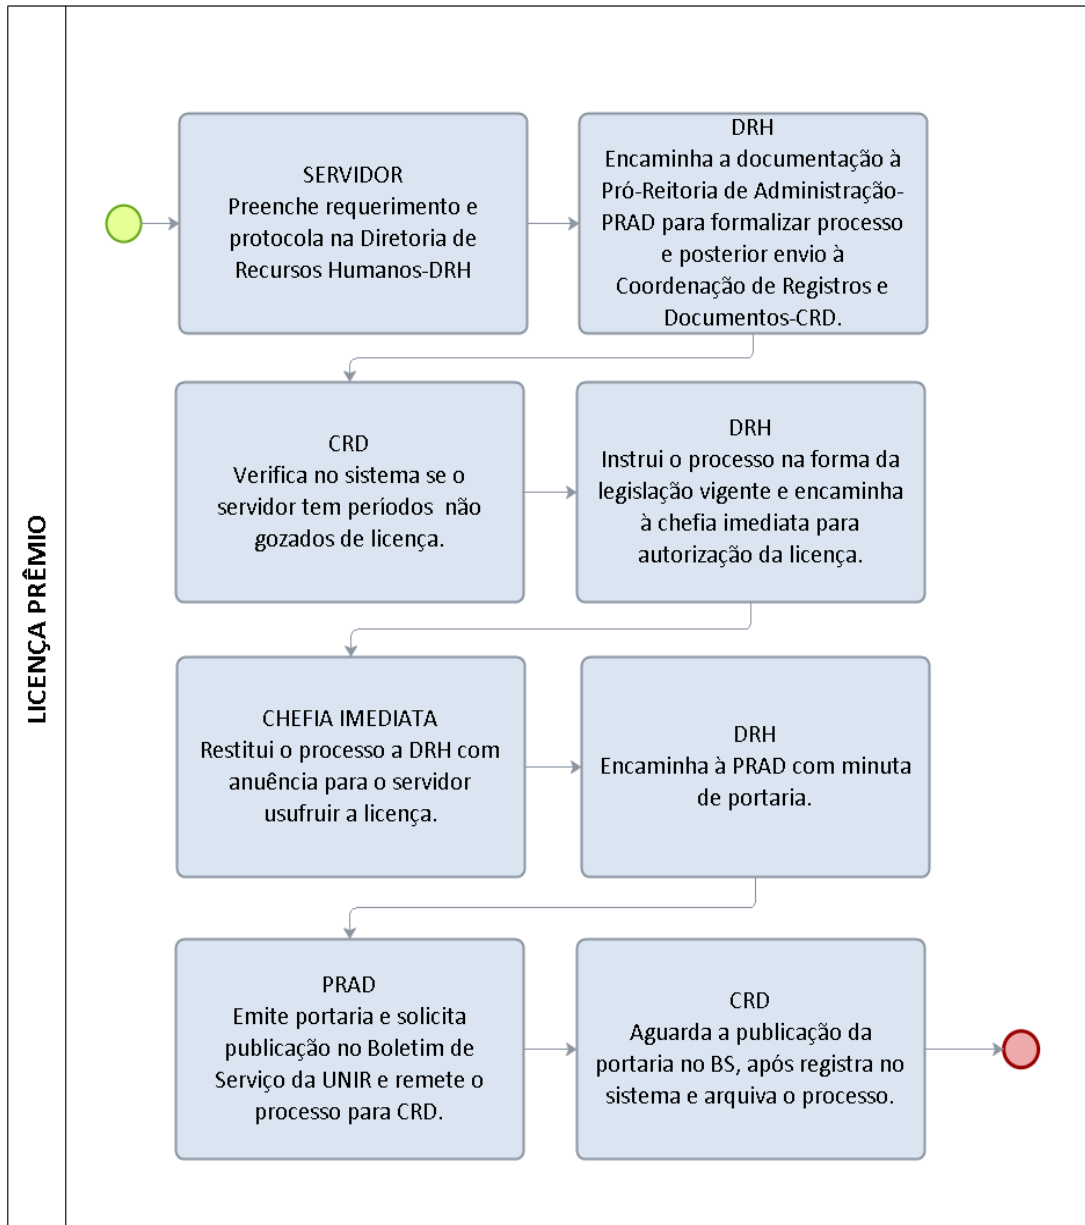 LICENÇA PRÊMIO
SERVIDOR
Preenche requerimento e
protocola na Diretoria de
Recursos Humanos-DRH
DRH
Encaminha a documentação à
Pró-Reitoria de Administração-
PRAD para formalizar processo
e posterior envio à
Coordenação de Registros e
Documentos-CRD.
CRD
Verifica no sistema se o
servidor tem períodos  não
gozados de licença.
DRH
Instrui o processo na forma da
legislação vigente e encaminha
à chefia imediata para
autorização da licença.
CHEFIA IMEDIATA
Restitui o processo a DRH com
anuência para o servidor
usufruir a licença.
DRH
Encaminha à PRAD com minuta
de portaria.
PRAD
Emite portaria e solicita
publicação no Boletim de
Serviço da UNIR e remete o
processo para CRD.
CRD
Aguarda a publicação da
portaria no BS, após registra no
sistema e arquiva o processo.